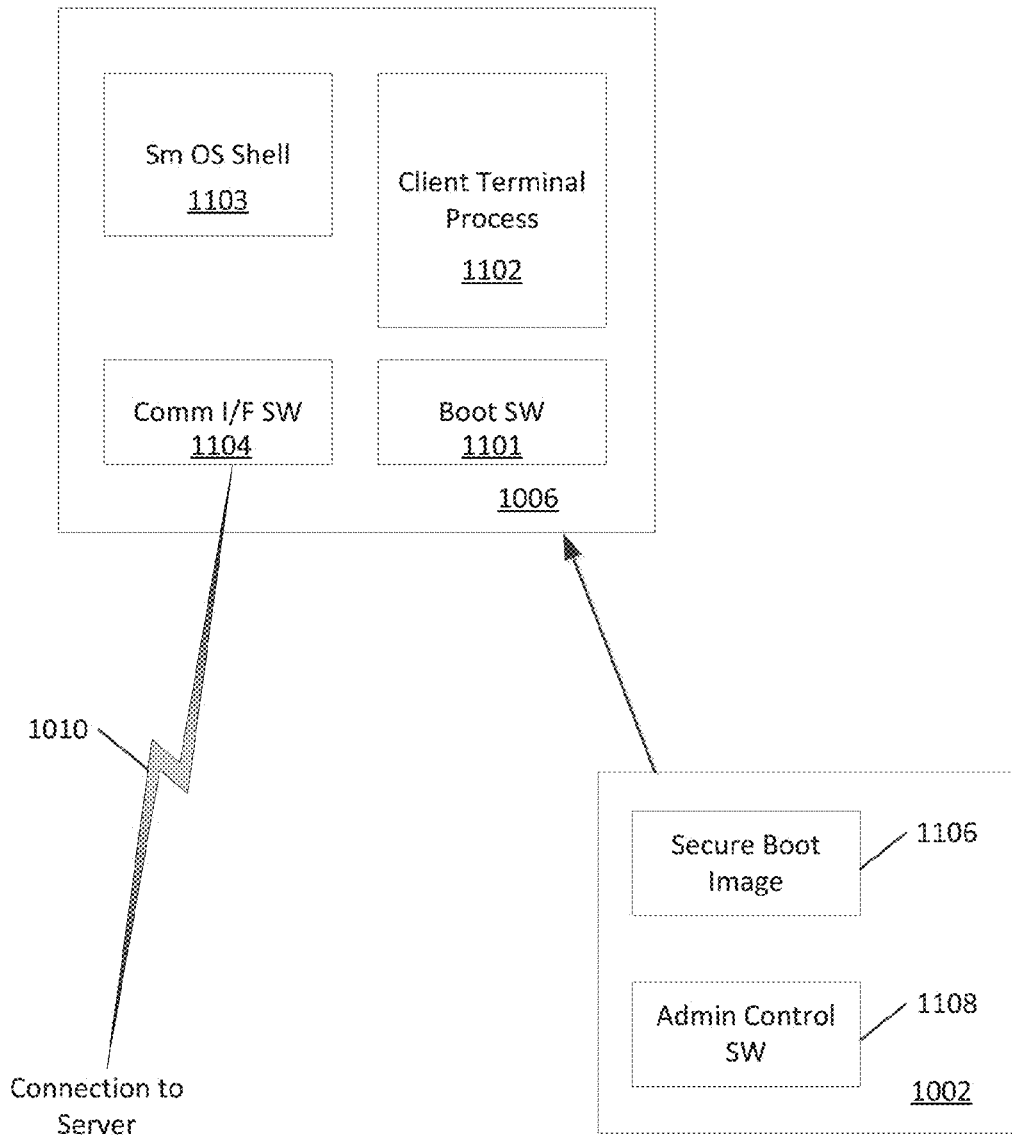 Sm OS Shell
1103
Client Terminal
Process
1102
Comm I/F SW
1104
Boot SW
1101
1006
1010
Secure Boot
Image
1106
Admin Control
SW
1108
1002
Connection to
Server